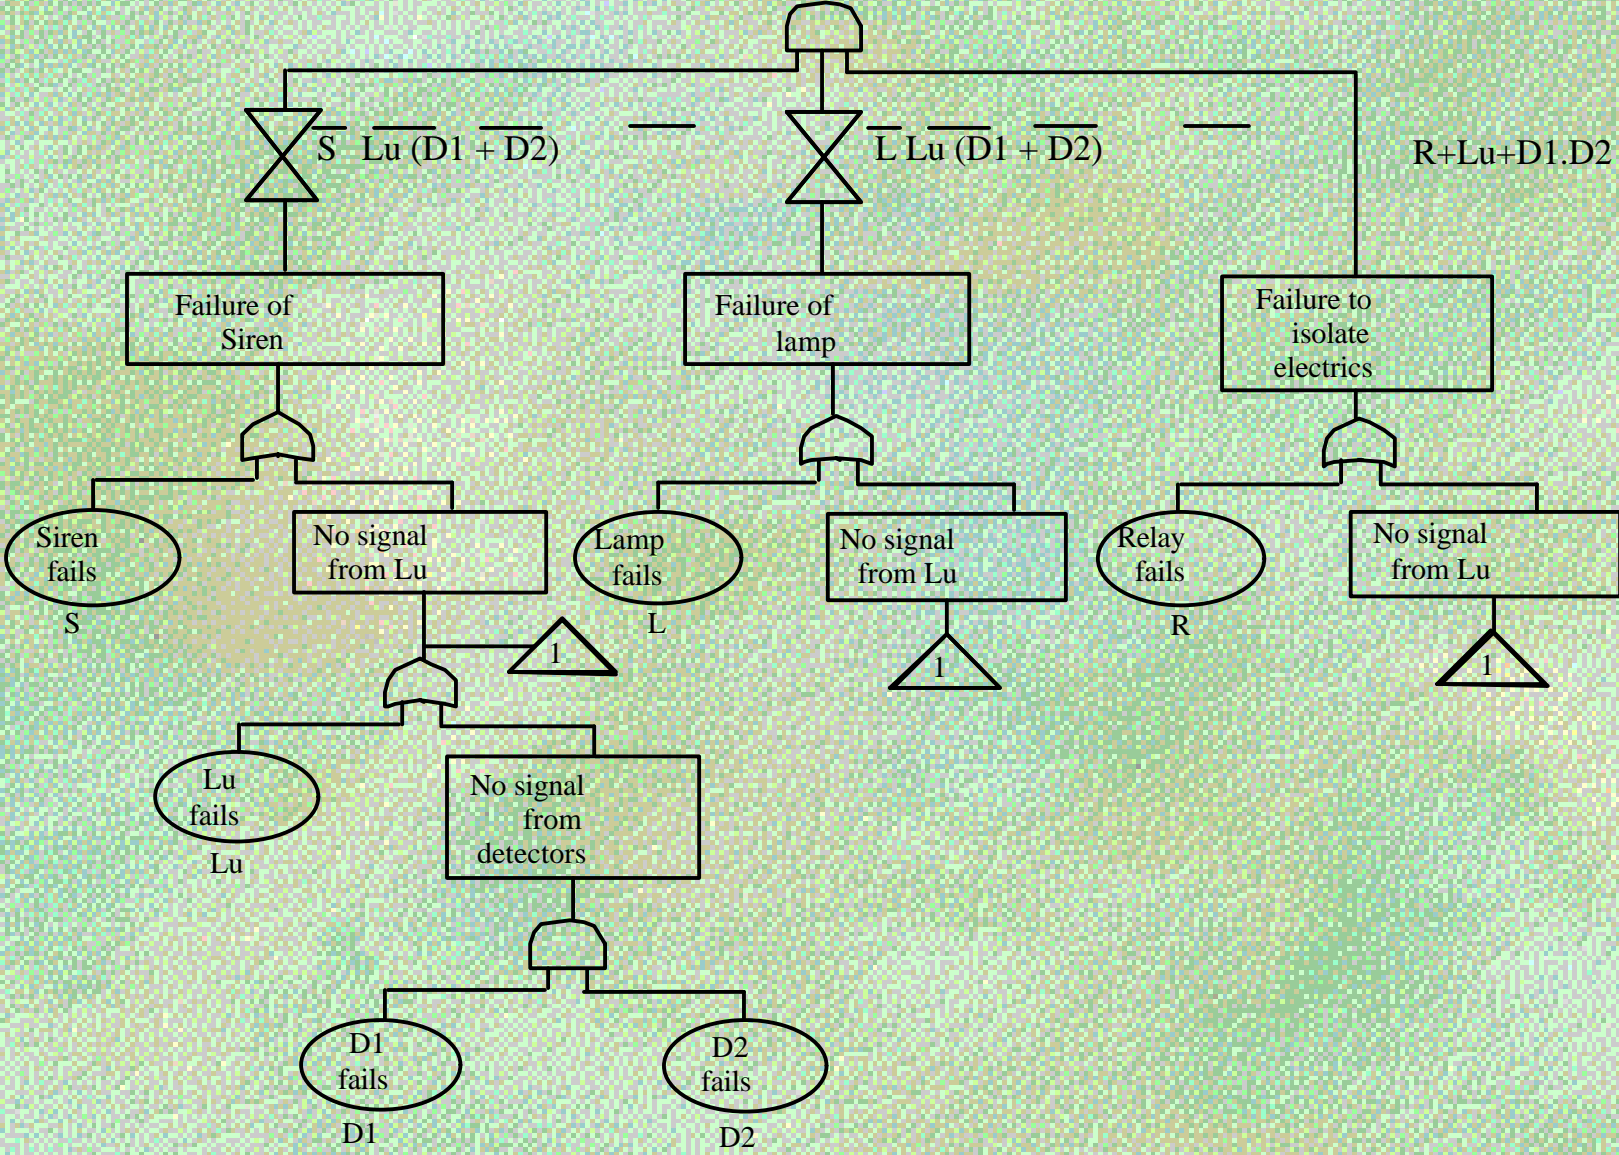 S Lu (D1 + D2)
L Lu (D1 + D2)
R+Lu+D1.D2
Failure of
Siren
Failure of
lamp
Failure to
isolate
electrics
Siren
fails
S
No signal
from Lu
1
Lamp
fails
L
No signal
from Lu
1
Relay
fails
R
No signal
from Lu
1
Lu
fails
Lu
No signal
from
detectors
D1
fails
D1
D2
fails
D2